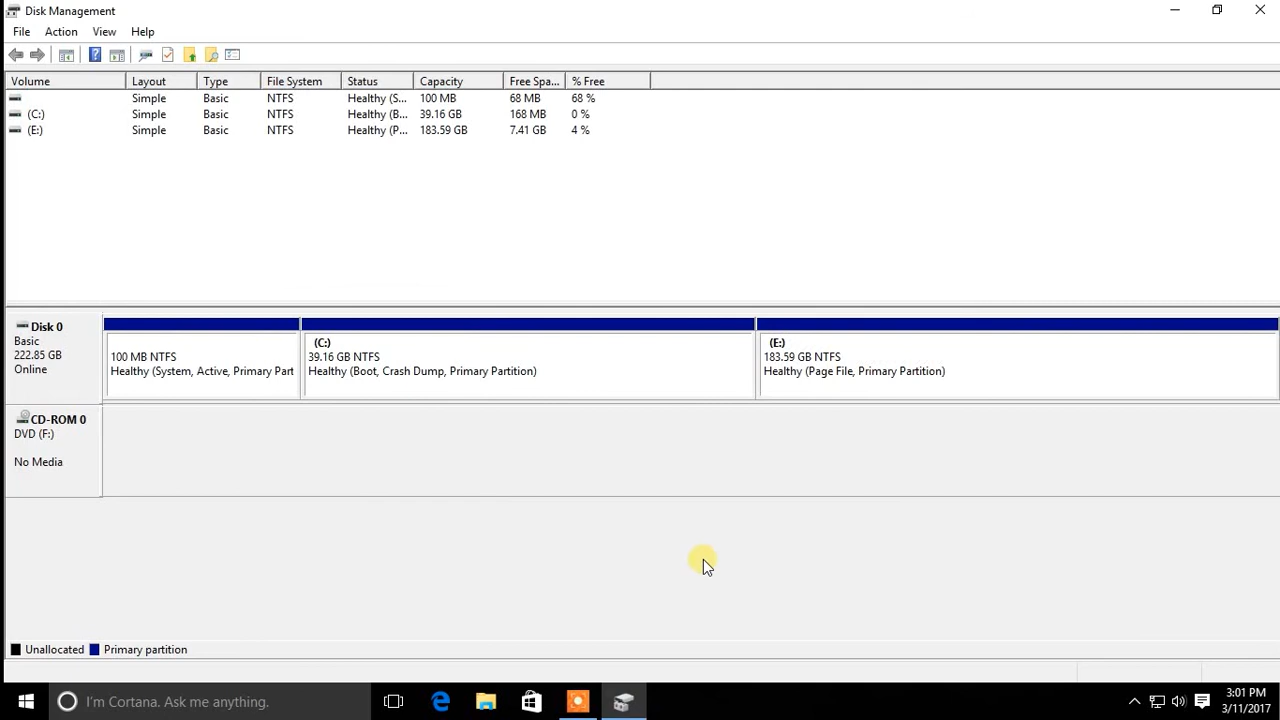 Disk Management
File Action View Help
Volume Layout Type File System Status Capacity Free Spa... % Free
Simple Basic NTFS Healthy (S... 100 MB 68 MB 68 %
(C:) Simple Basic NTFS Healthy (B... 39.16 GB 168 MB 0 %
(E:) Simple Basic NTFS Healthy (P... 183.59 GB 7.41 GB 4 %
Disk 0
Basic
222.85 GB
Online
100 MB NTFS
Healthy (System, Active, Primary Part
(C:)
39.16 GB NTFS
Healthy (Boot, Crash Dump, Primary Partition)
(E:)
183.59 GB NTFS
Healthy (Page File, Primary Partition)
CD-ROM 0
DVD (F:)
No Media
Unallocated Primary partition
I'm Cortana. Ask me anything.
3:01 PM
3/11/2017